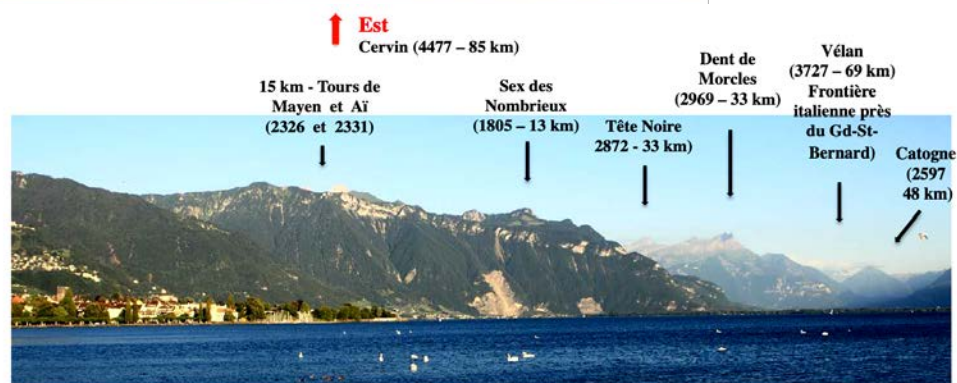 Est
Cervin (4477 – 85 km)
15 km - Tours de
Mayen et Aï
(2326 et 2331)
Sex des
Nombrieux
(1805 – 13 km)
Tête Noire
2872 - 33 km)
Dent de
Morcles
(2969 – 33 km)
Vélan
(3727 – 69 km)
Frontière
italienne près
du Gd-St-
Bernard)
Catogne
(2597
48 km)